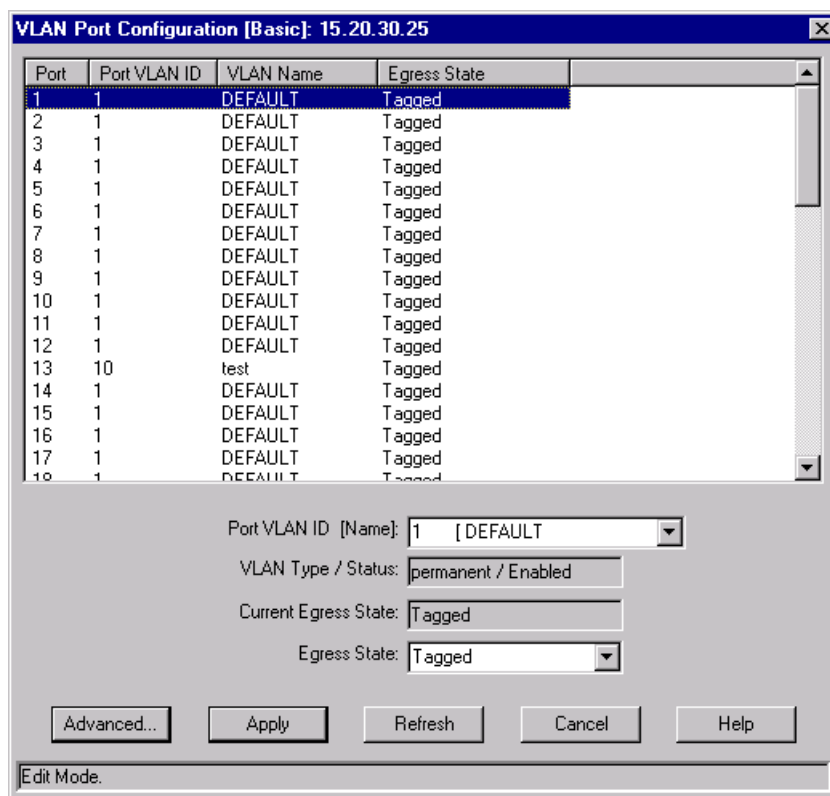 VLAN Port Configuration [Basic]: 15.20.30.25
Port Port VLAN ID VLAN Name Egress State
1 1 DEFAULT Tagged
2 1 DEFAULT Tagged
3 1 DEFAULT Tagged
4 1 DEFAULT Tagged
5 1 DEFAULT Tagged
6 1 DEFAULT Tagged
7 1 DEFAULT Tagged
8 1 DEFAULT Tagged
9 1 DEFAULT Tagged
10 1 DEFAULT Tagged
11 1 DEFAULT Tagged
12 1 DEFAULT Tagged
13 10 test Tagged
14 1 DEFAULT Tagged
15 1 DEFAULT Tagged
16 1 DEFAULT Tagged
17 1 DEFAULT Tagged
18 1 DEFAULT Tagged
Port VLAN ID [Name]: 1 [ DEFAULT
VLAN Type / Status: permanent / Enabled
Current Egress State: Tagged
Egress State: Tagged
Advanced... Apply Refresh Cancel Help
Edit Mode.